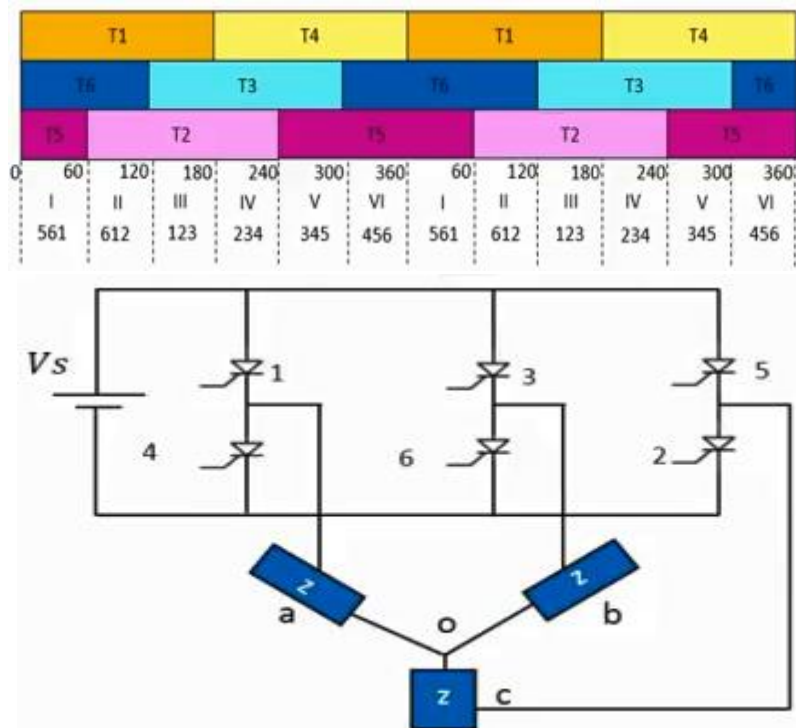 T1 T4 T1 T4
T6 T3 T6 T3 T6
T5 T2 T5 T2 T5
0 60 120 180 240 300 360 60 120 180 240 300 360
I II III IV V VI I II III IV V VI
561 612 123 234 345 456 561 612 123 234 345 456
Vs
1 3 5
4 6 2
z z
a b
o
z c